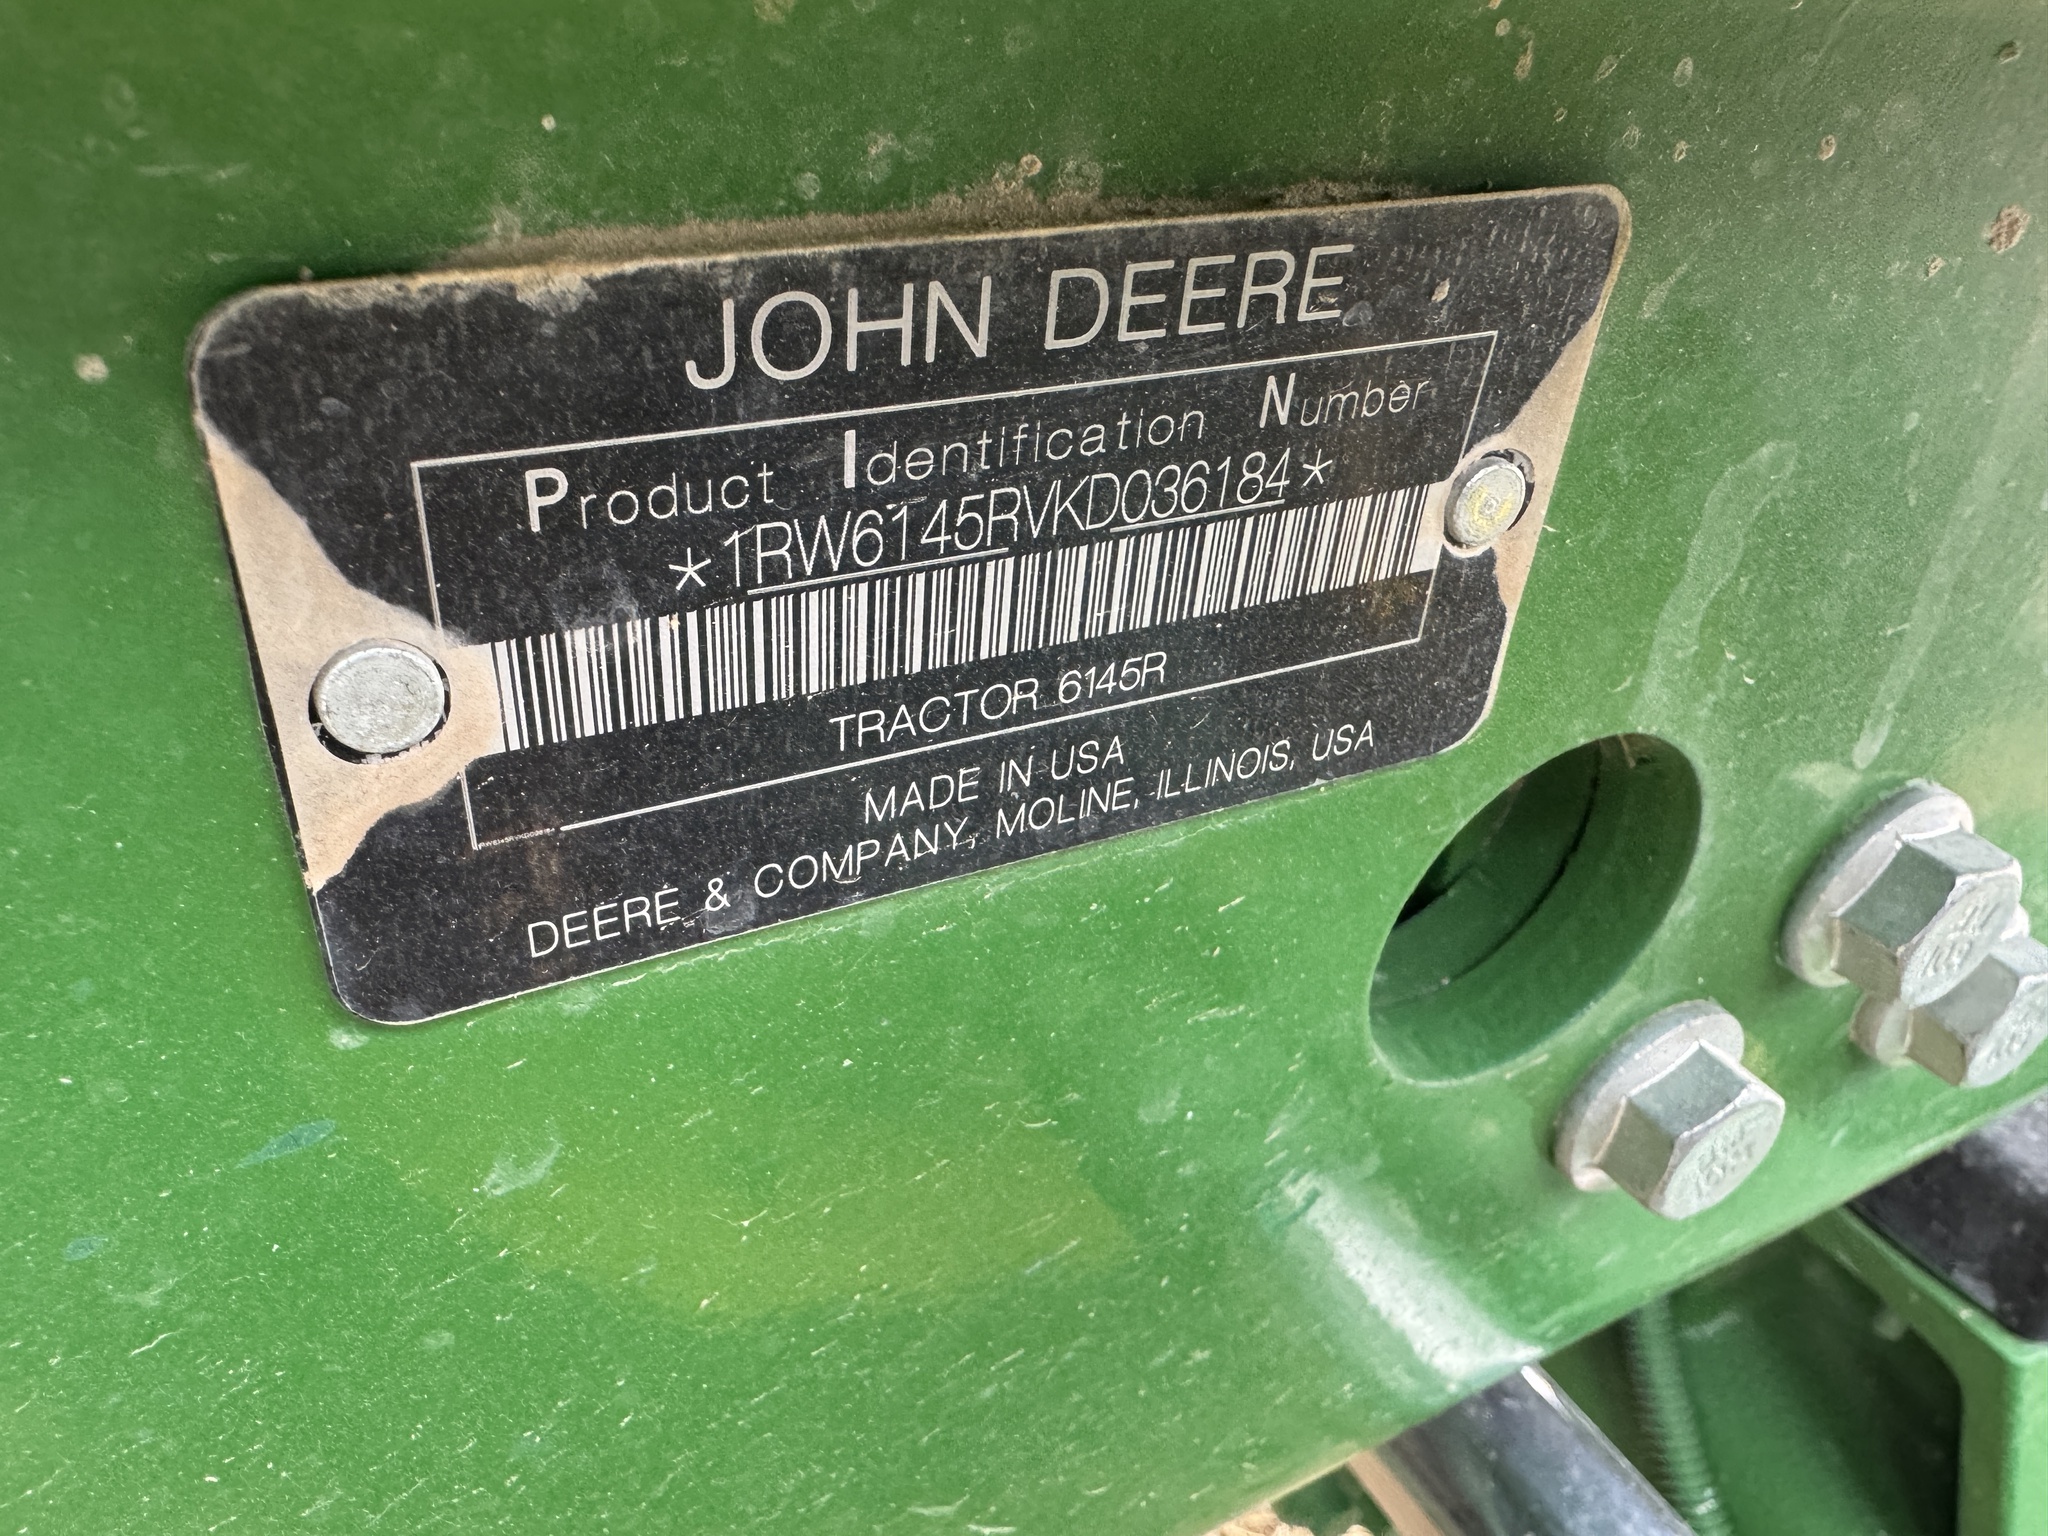 JOHN DEERE
Product Identification Number
*1RW6145RVKD036184*
TRACTOR 6145R
MADE IN USA
DEERE & COMPANY, MOLINE, ILLINOIS, USA